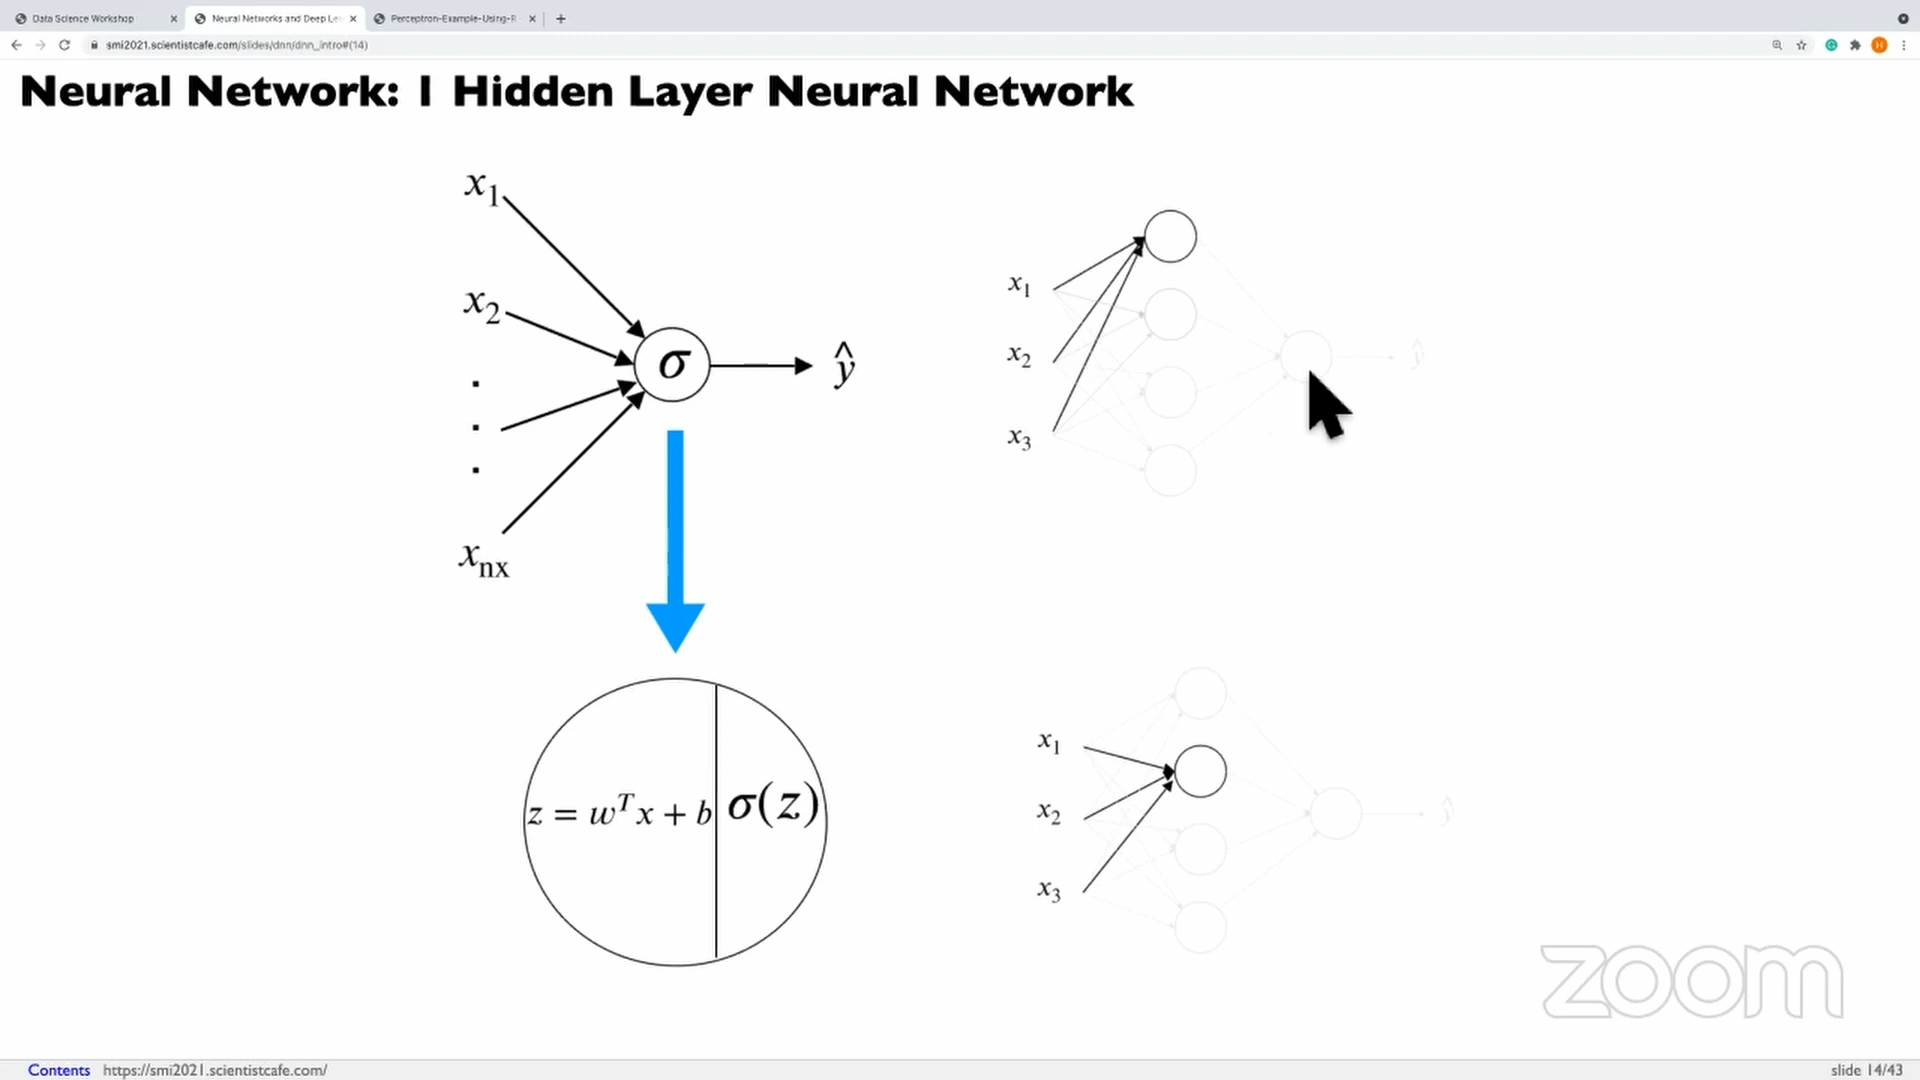 Data Science Workshop
Neural Networks and Deep Le
Perceptron-Example-Using-R
smi2021.scientistcafe.com/slides/dnn/dnn_intro#(14)
H
Neural Network: 1 Hidden Layer Neural Network
x₁
x₂
.
.
.
xₙₓ
σ
ŷ
z = wᵀx + b
σ(z)
x₁
x₂
x₃
ŷ
x₁
x₂
x₃
ŷ
zoom
Contents https://smi2021.scientistcafe.com/
slide 14/43